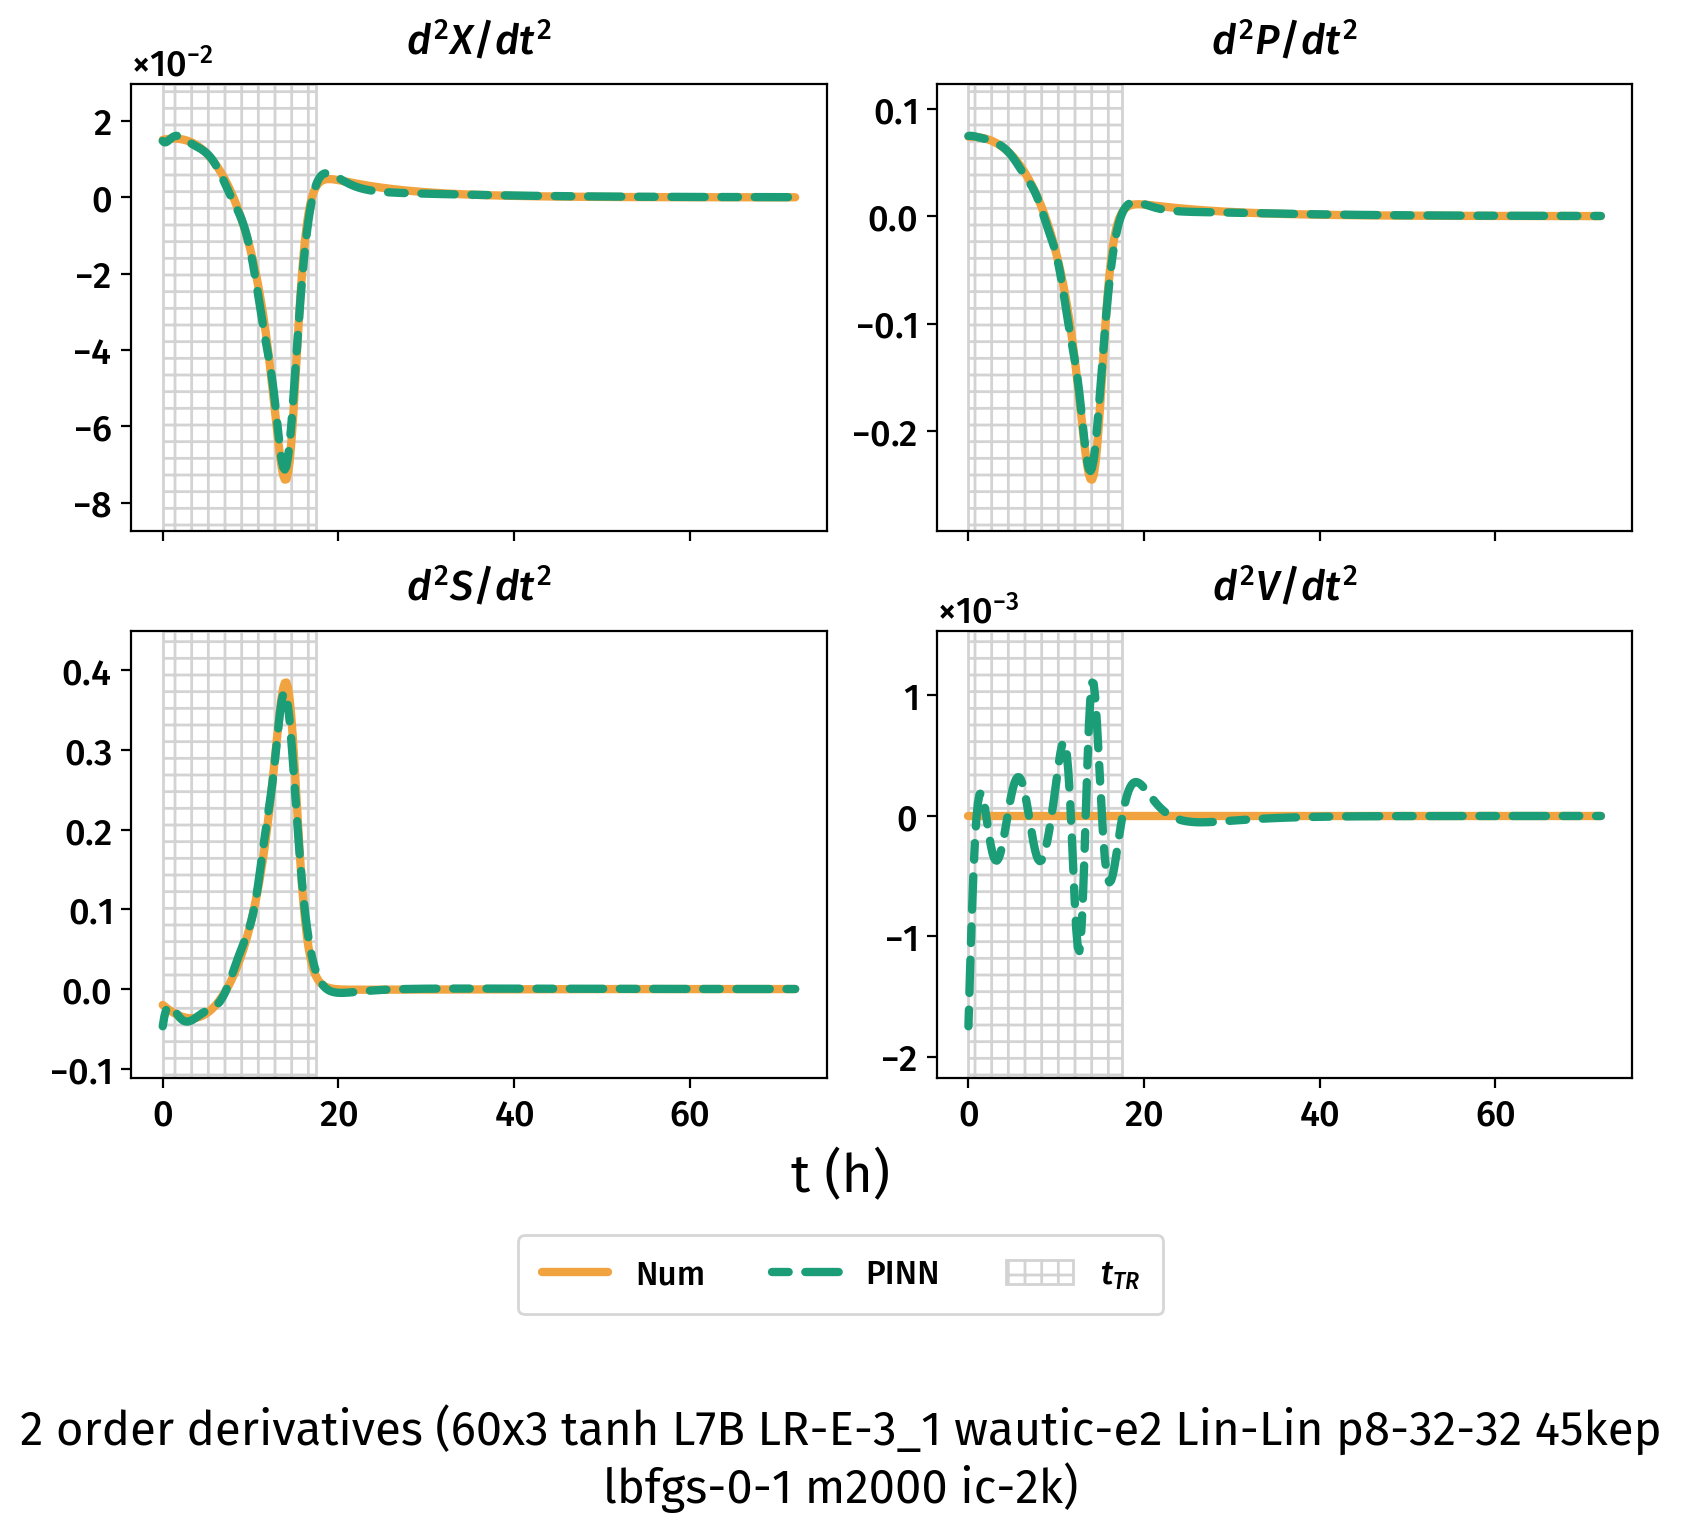 d²X/dt²
×10⁻²
2
0
−2
−4
−6
−8
d²P/dt²
0.1
0.0
−0.1
−0.2
d²S/dt²
0.4
0.3
0.2
0.1
0.0
−0.1
0 20 40 60
d²V/dt²
×10⁻³
1
0
−1
−2
0 20 40 60
t (h)
Num PINN t_TR
2 order derivatives (60x3 tanh L7B LR-E-3_1 wautic-e2 Lin-Lin p8-32-32 45kep
lbfgs-0-1 m2000 ic-2k)